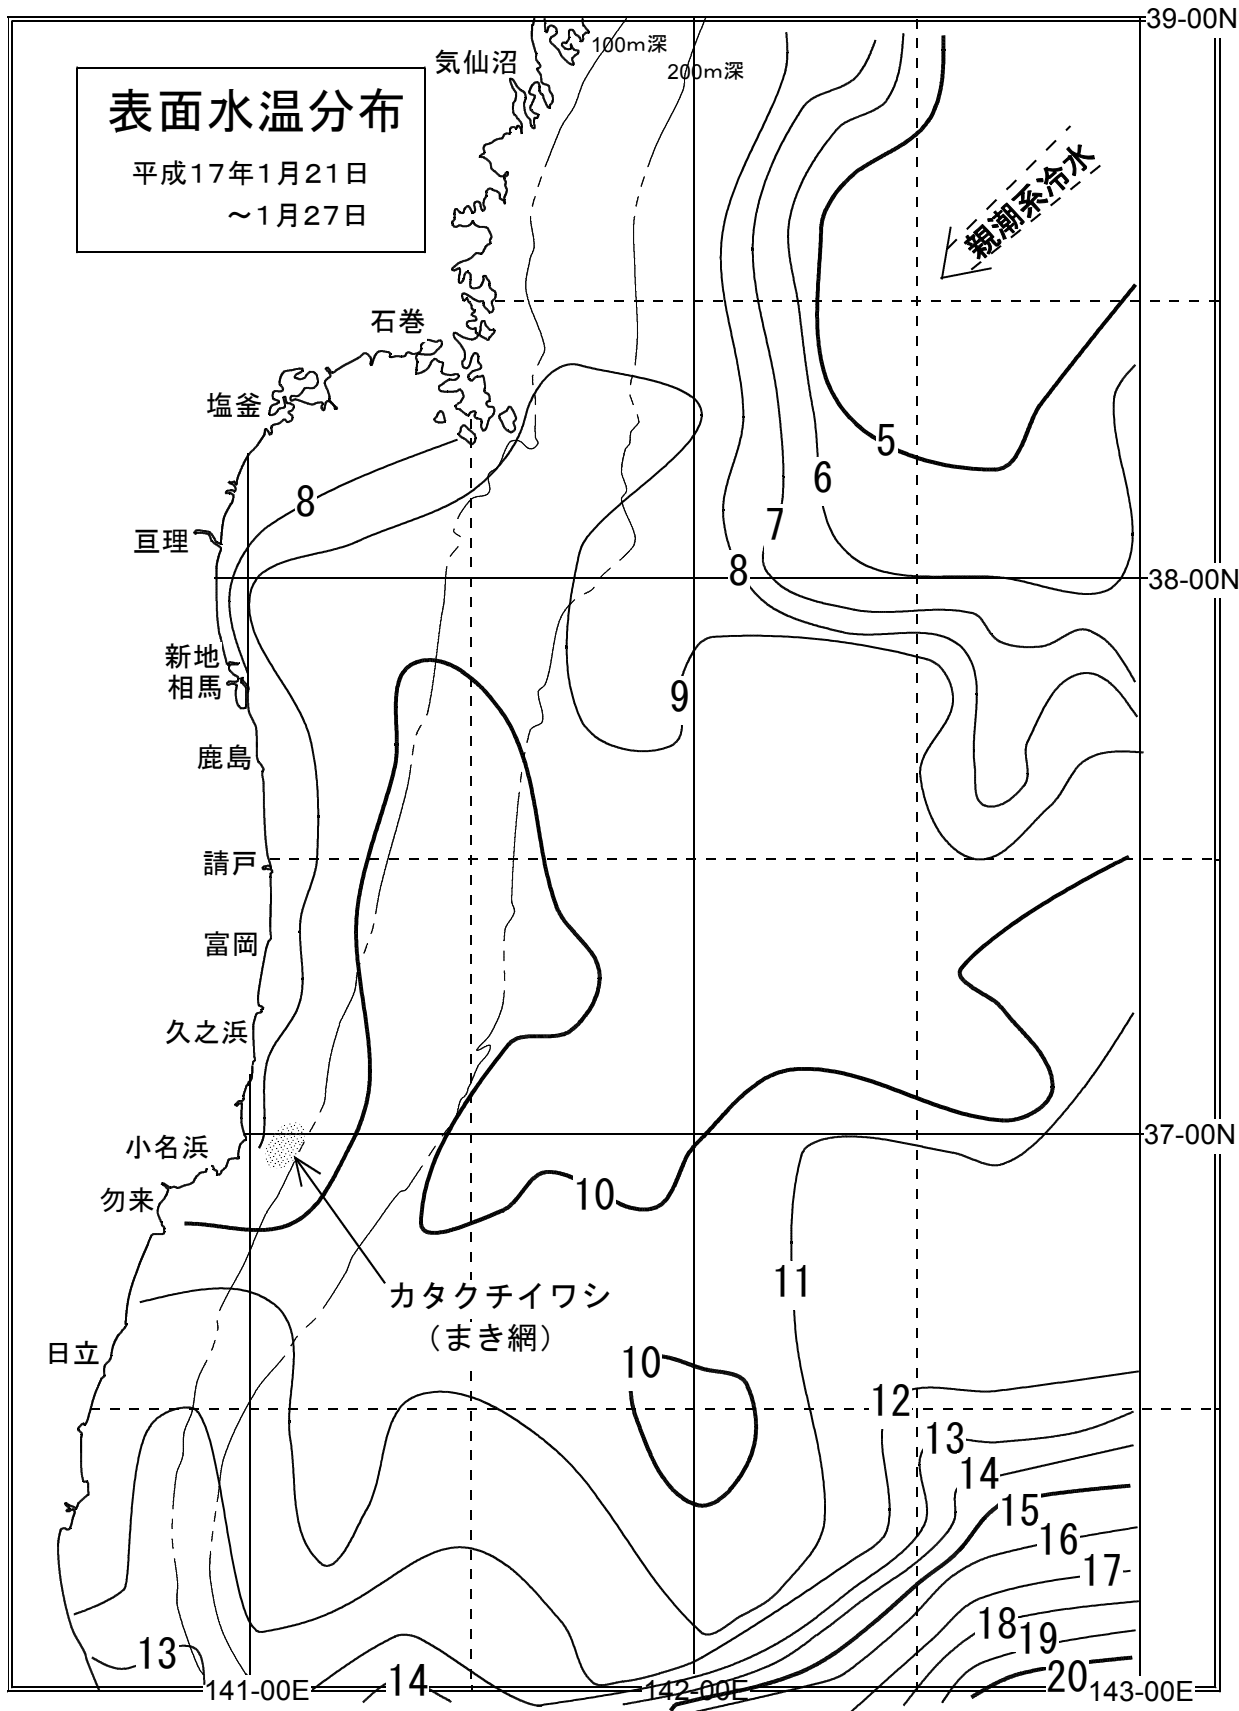 39-00N
100m深
気仙沼
200m深
表面水温分布
平成17年1月21日
~1月27日
親潮系冷水
石巻
塩釜
5
6
8
7
亘理
8
38-00N
新地
相馬
9
鹿島
請戸
富岡
久之浜
37-00N
小名浜
勿来
10
11
カタクチイワシ
(まき網)
日立
10
12
13
14
15
16
17
18
19
13
20
14
141-00E
142-00E
143-00E